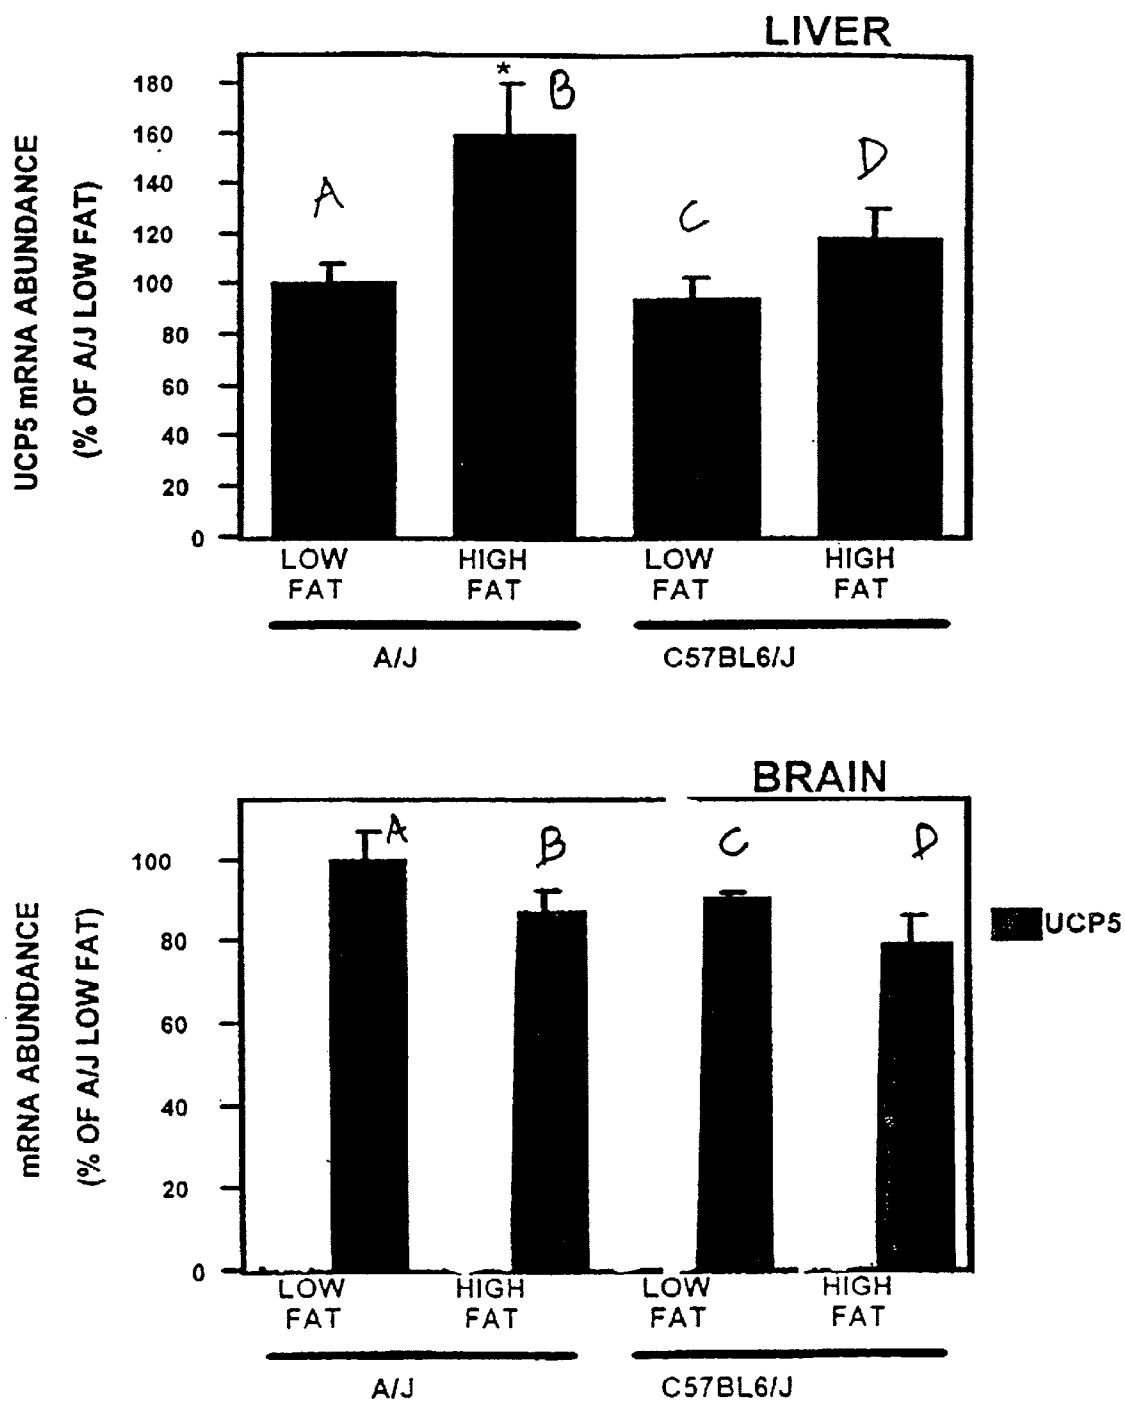 LIVER
UCP5 mRNA ABUNDANCE
(% OF A/J LOW FAT)
180
160
140
120
100
80
60
40
20
0
*
A
B
C
D
LOW FAT
HIGH FAT
LOW FAT
HIGH FAT
A/J
C57BL6/J
BRAIN
mRNA ABUNDANCE
(% OF A/J LOW FAT)
100
80
60
40
20
0
A
B
C
D
UCP5
LOW FAT
HIGH FAT
LOW FAT
HIGH FAT
A/J
C57BL6/J